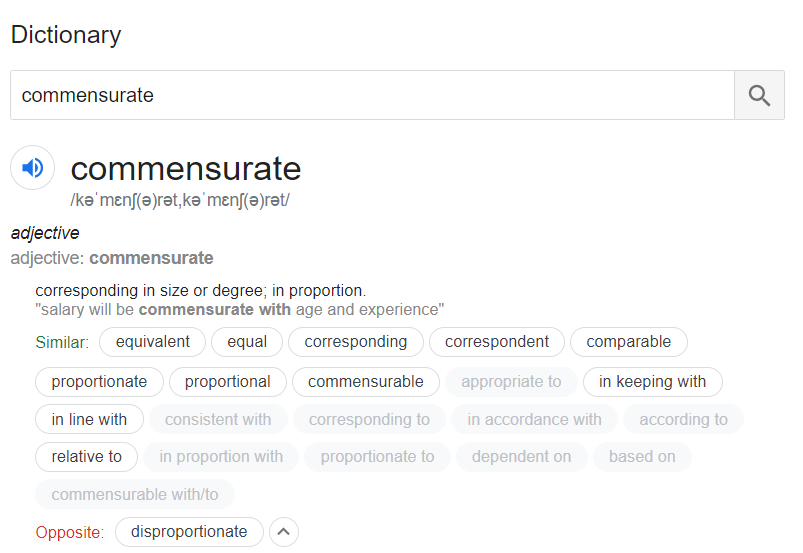 Dictionary
commensurate
commensurate
/kəˈmɛnʃ(ə)rət,kəˈmɛnʃ(ə)rət/
adjective
adjective: commensurate
corresponding in size or degree; in proportion.
"salary will be commensurate with age and experience"
Similar: equivalent equal corresponding correspondent comparable
proportionate proportional commensurable appropriate to in keeping with
in line with consistent with corresponding to in accordance with according to
relative to in proportion with proportionate to dependent on based on
commensurable with/to
Opposite: disproportionate